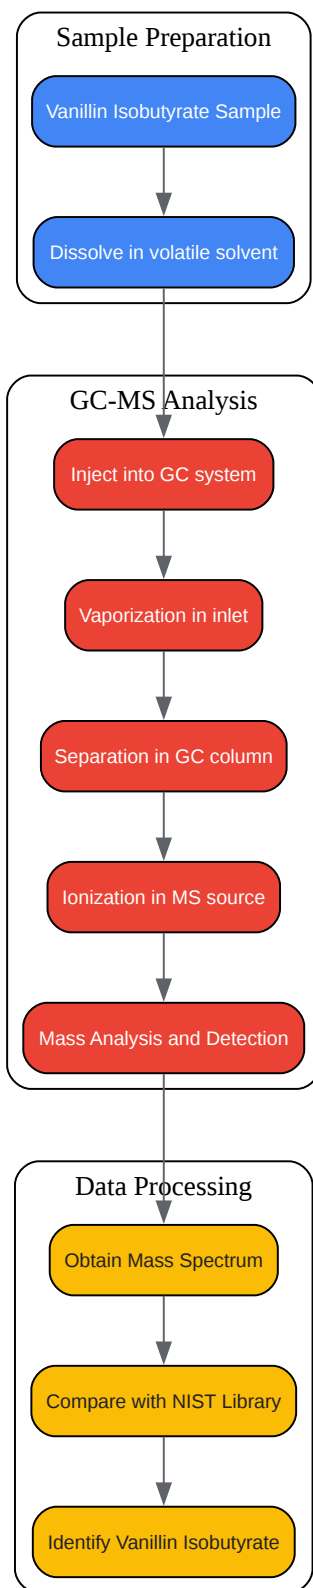 Sample Preparation
Vanillin Isobutyrate Sample
Dissolve in volatile solvent
GC-MS Analysis
Inject into GC system
Vaporization in inlet
Separation in GC column
Ionization in MS source
Mass Analysis and Detection
Data Processing
Obtain Mass Spectrum
Compare with NIST Library
Identify Vanillin Isobutyrate